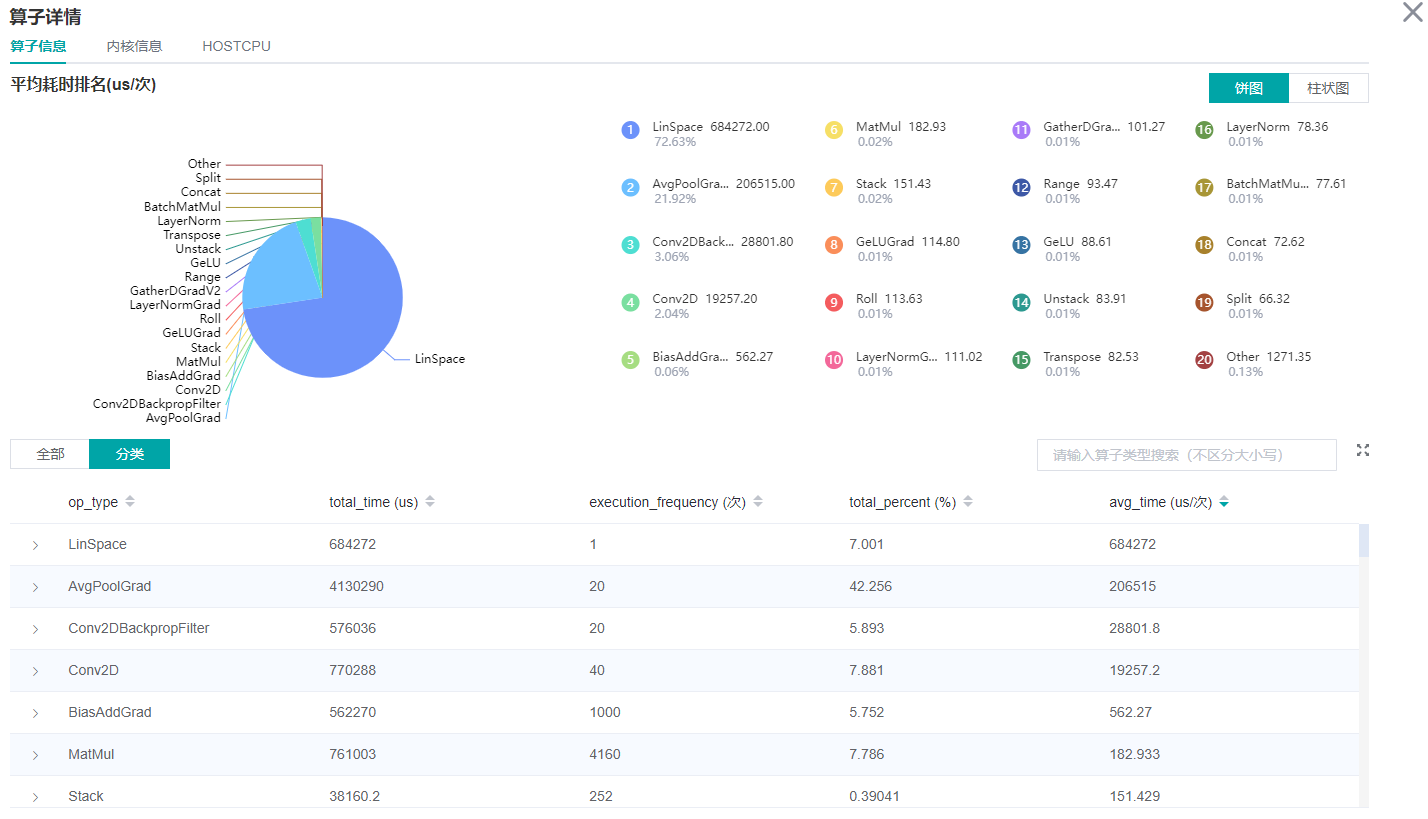 算子详情
算子信息 内核信息 HOSTCPU
平均耗时排名(us/次)
饼图 柱状图
Other
Split
Concat
BatchMatMul
LayerNorm
Transpose
Unstack
GeLU
Range
GatherDGradV2
LayerNormGrad
Roll
GeLUGrad
Stack
MatMul
BiasAddGrad
Conv2D
Conv2DBackpropFilter
AvgPoolGrad
LinSpace
1 LinSpace 684272.00
72.63%
2 AvgPoolGra... 206515.00
21.92%
3 Conv2DBack... 28801.80
3.06%
4 Conv2D 19257.20
2.04%
5 BiasAddGra... 562.27
0.06%
6 MatMul 182.93
0.02%
7 Stack 151.43
0.02%
8 GeLUGrad 114.80
0.01%
9 Roll 113.63
0.01%
10 LayerNormG... 111.02
0.01%
11 GatherDGra... 101.27
0.01%
12 Range 93.47
0.01%
13 GeLU 88.61
0.01%
14 Unstack 83.91
0.01%
15 Transpose 82.53
0.01%
16 LayerNorm 78.36
0.01%
17 BatchMatMu... 77.61
0.01%
18 Concat 72.62
0.01%
19 Split 66.32
0.01%
20 Other 1271.35
0.13%
全部 分类
请输入算子类型搜索（不区分大小写）
op_type total_time (us) execution_frequency (次) total_percent (%) avg_time (us/次)
LinSpace 684272 1 7.001 684272
AvgPoolGrad 4130290 20 42.256 206515
Conv2DBackpropFilter 576036 20 5.893 28801.8
Conv2D 770288 40 7.881 19257.2
BiasAddGrad 562270 1000 5.752 562.27
MatMul 761003 4160 7.786 182.933
Stack 38160.2 252 0.39041 151.429